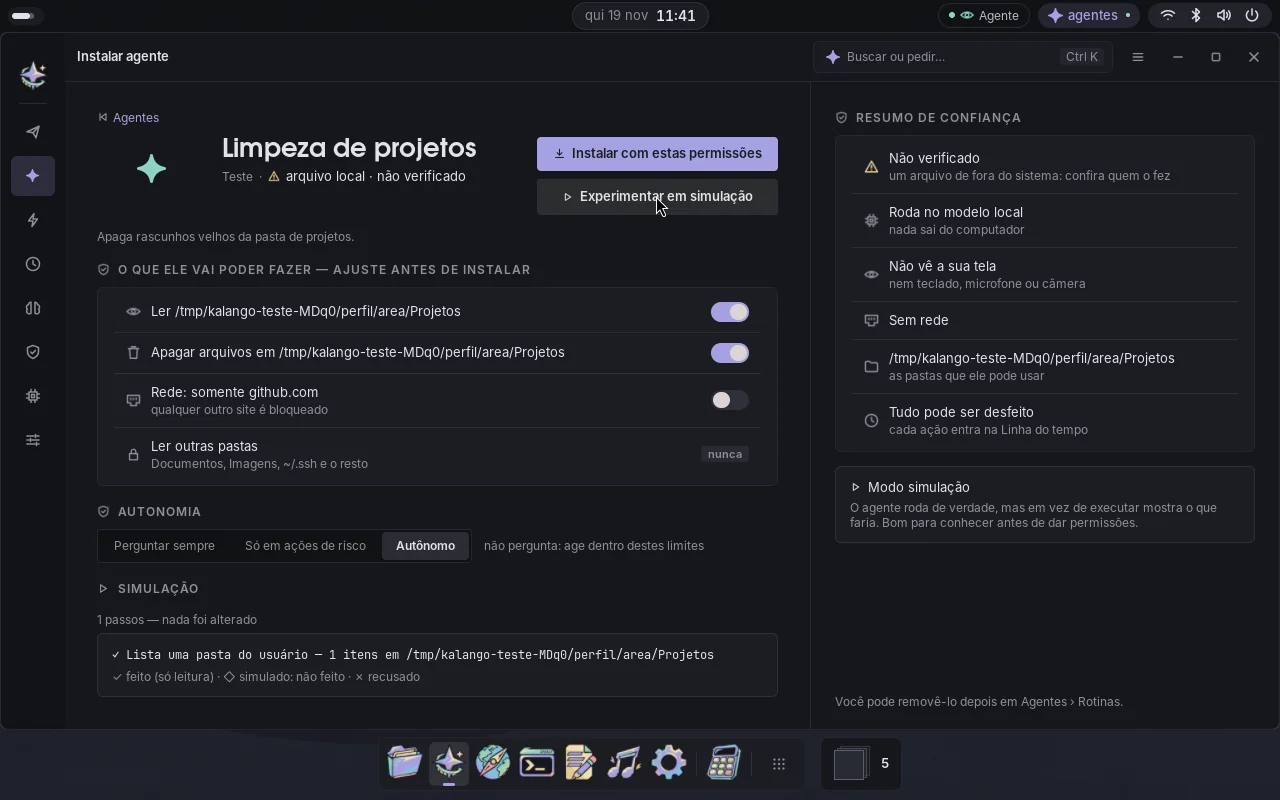 qui 19 nov 11:41
Agente
agentes
Instalar agente
Buscar ou pedir...
Ctrl K
Agentes
Limpeza de projetos
Teste · ⚠ arquivo local · não verificado
Instalar com estas permissões
Experimentar em simulação
Apaga rascunhos velhos da pasta de projetos.
O QUE ELE VAI PODER FAZER — AJUSTE ANTES DE INSTALAR
Ler /tmp/kalango-teste-MDq0/perfil/area/Projetos
Apagar arquivos em /tmp/kalango-teste-MDq0/perfil/area/Projetos
Rede: somente github.com
qualquer outro site é bloqueado
Ler outras pastas
Documentos, Imagens, ~/.ssh e o resto
nunca
AUTONOMIA
Perguntar sempre
Só em ações de risco
Autônomo
não pergunta: age dentro destes limites
SIMULAÇÃO
1 passos — nada foi alterado
✓ Lista uma pasta do usuário — 1 itens em /tmp/kalango-teste-MDq0/perfil/area/Projetos
✓ feito (só leitura) · ◇ simulado: não feito · × recusado
RESUMO DE CONFIANÇA
Não verificado
um arquivo de fora do sistema: confira quem o fez
Roda no modelo local
nada sai do computador
Não vê a sua tela
nem teclado, microfone ou câmera
Sem rede
/tmp/kalango-teste-MDq0/perfil/area/Projetos
as pastas que ele pode usar
Tudo pode ser desfeito
cada ação entra na Linha do tempo
Modo simulação
O agente roda de verdade, mas em vez de executar mostra o que
faria. Bom para conhecer antes de dar permissões.
Você pode removê-lo depois em Agentes › Rotinas.
5